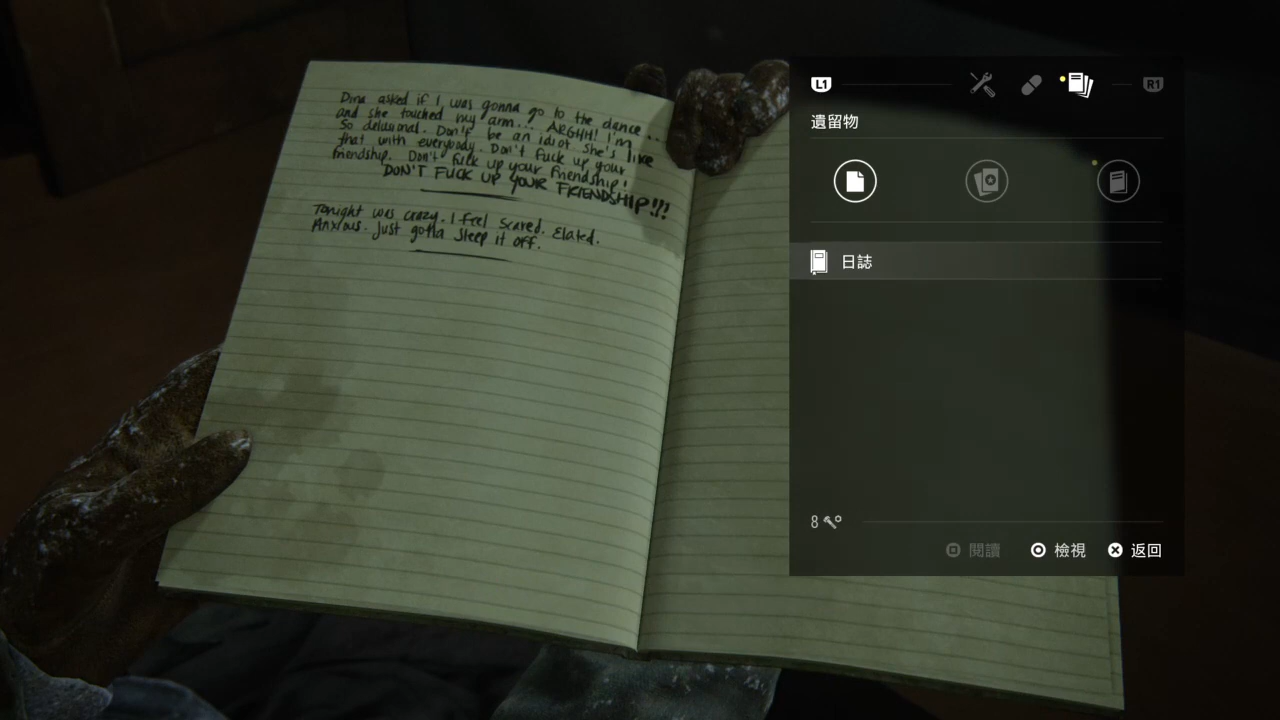 Dina asked if I was gonna go to the dance...
and she touched my arm... ARGHH! I'm
so delusional. Don't be an idiot. She's like
that with everybody. Don't fuck up your
friendship. Don't fuck up your friendship!
DON'T FUCK UP YOUR FRIENDSHIP!!!
Tonight was crazy. I feel scared. Elated.
Anxious. Just gotta sleep it off.
L1
R1
遺留物
日誌
8
閱讀
檢視
返回